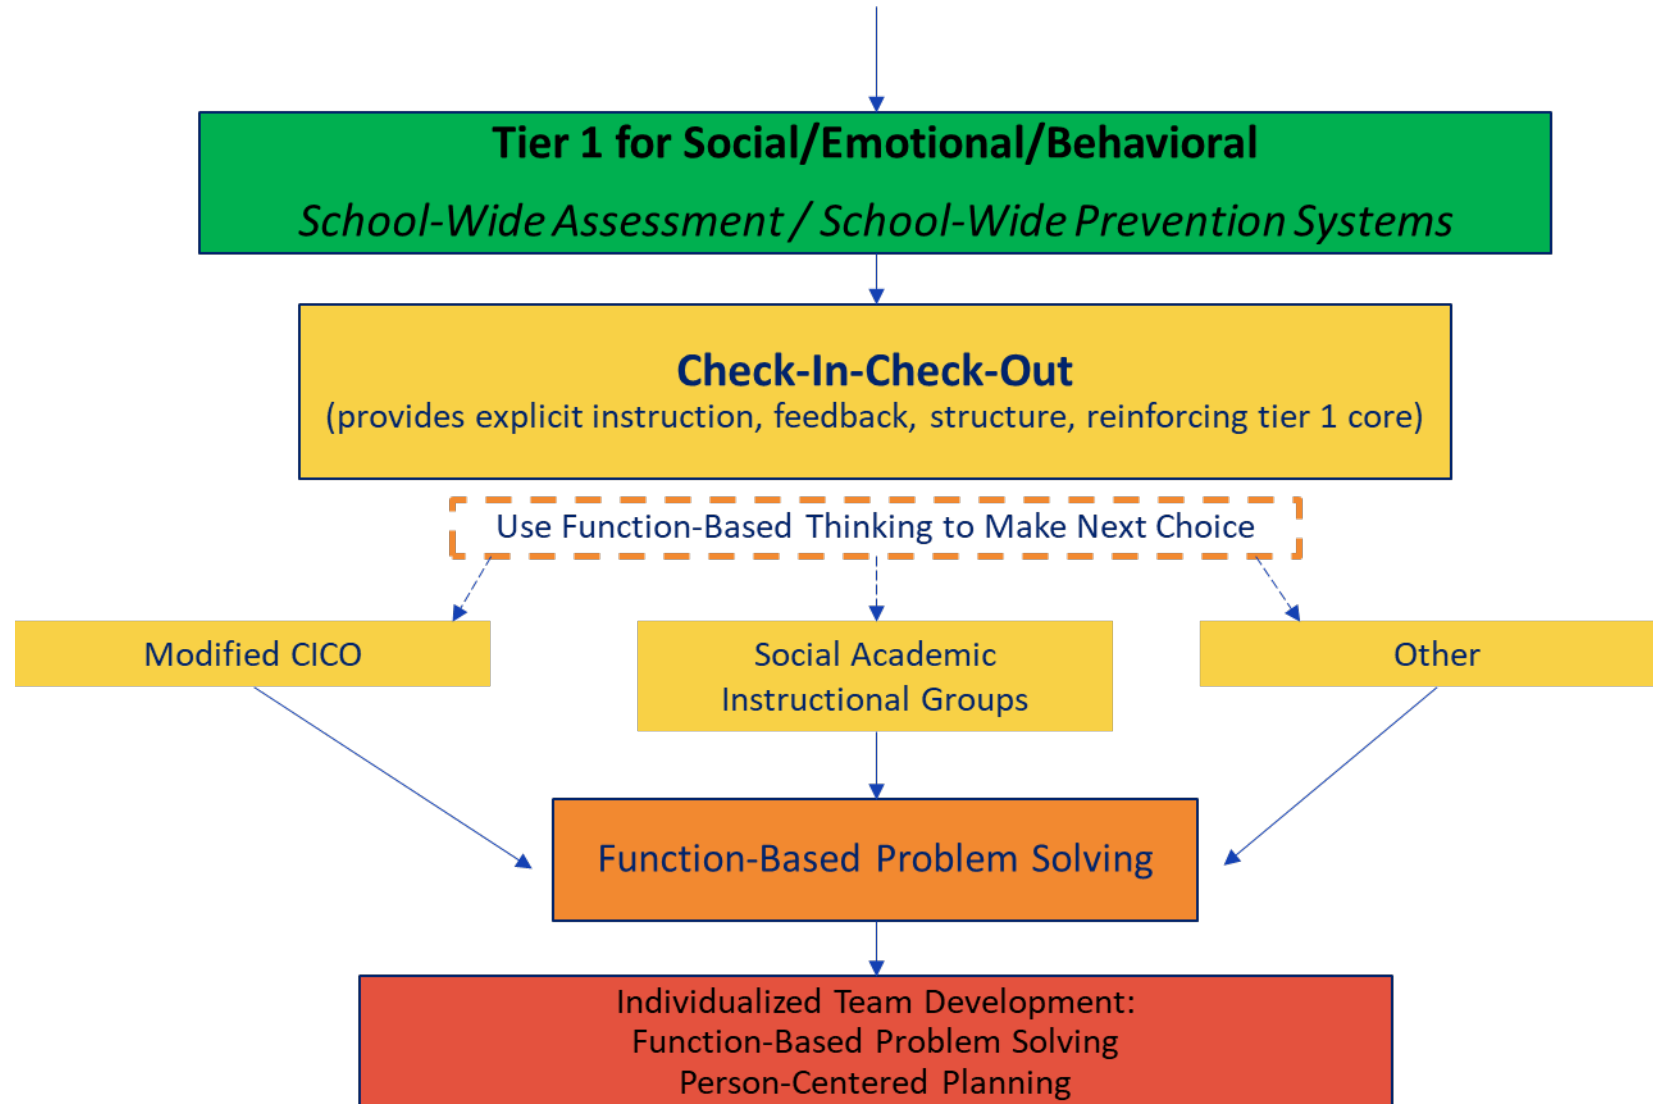 Tier 1 for Social/Emotional/Behavioral
School-Wide Assessment / School-Wide Prevention Systems
Check-In-Check-Out
(provides explicit instruction, feedback, structure, reinforcing tier 1 core)
Use Function-Based Thinking to Make Next Choice
Modified CICO
Social Academic
Instructional Groups
Other
Function-Based Problem Solving
Individualized Team Development:
Function-Based Problem Solving
Person-Centered Planning